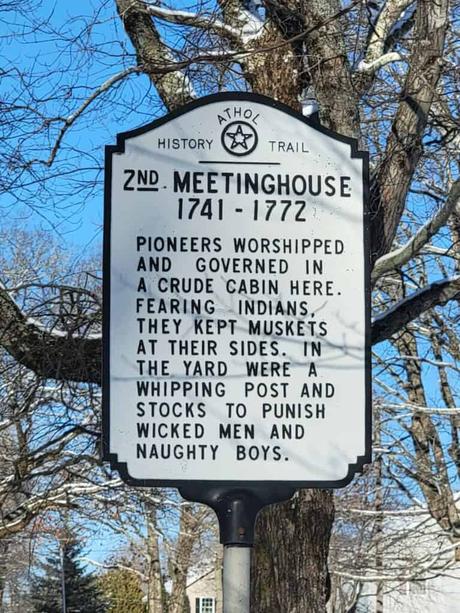 ATHOL
HISTORY TRAIL
2ND. MEETINGHOUSE
1741 - 1772
PIONEERS WORSHIPPED
AND GOVERNED IN
A CRUDE CABIN HERE.
FEARING INDIANS,
THEY KEPT MUSKETS
AT THEIR SIDES. IN
THE YARD WERE A
WHIPPING POST AND
STOCKS TO PUNISH
WICKED MEN AND
NAUGHTY BOYS.